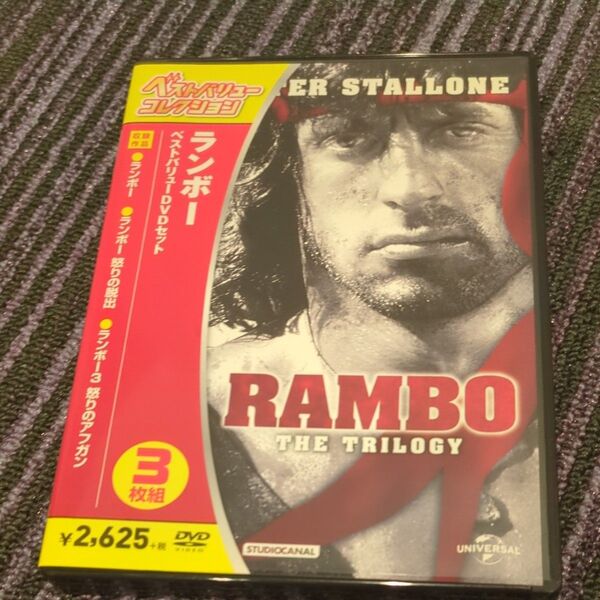 ベストバリュー
コレクション
TER STALLONE
収録
作品
●ランボー
●ランボー 怒りの脱出
●ランボー3 怒りのアフガン
ランボー
ベストバリューDVDセット
RAMBO
THE TRILOGY
3
枚組
¥2,625+税
DVD
VIDEO
STUDIOCANAL
UNIVERSAL